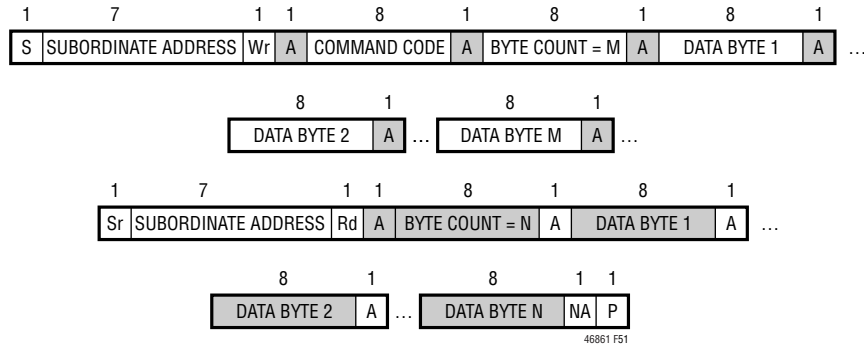 1 7 1 1 8 1 8 1 8 1
S SUBORDINATE ADDRESS Wr A COMMAND CODE A BYTE COUNT = M A DATA BYTE 1 A …
8 1 8 1
DATA BYTE 2 A … DATA BYTE M A …
1 7 1 1 8 1 8 1
Sr SUBORDINATE ADDRESS Rd A BYTE COUNT = N A DATA BYTE 1 A …
8 1 8 1 1
DATA BYTE 2 A … DATA BYTE N NA P
46861 F51